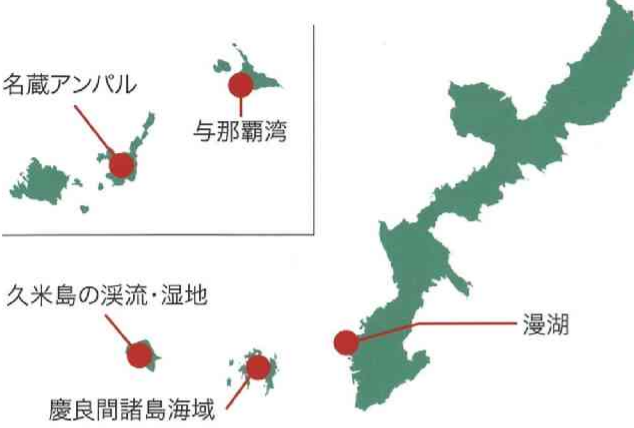 名蔵アンパル
与那覇湾
久米島の渓流・湿地
漫湖
慶良間諸島海域